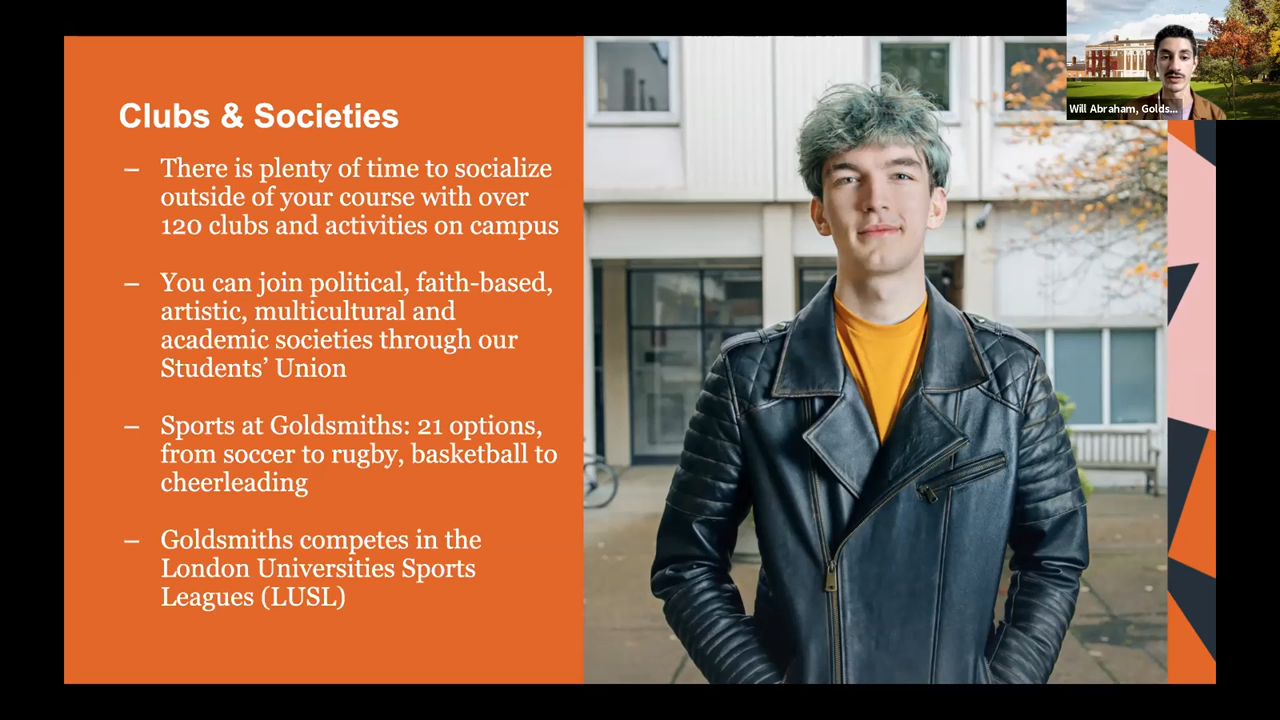 Clubs & Societies
– There is plenty of time to socialize
outside of your course with over
120 clubs and activities on campus
– You can join political, faith-based,
artistic, multicultural and
academic societies through our
Students’ Union
– Sports at Goldsmiths: 21 options,
from soccer to rugby, basketball to
cheerleading
– Goldsmiths competes in the
London Universities Sports
Leagues (LUSL)
Will Abraham, Golds...